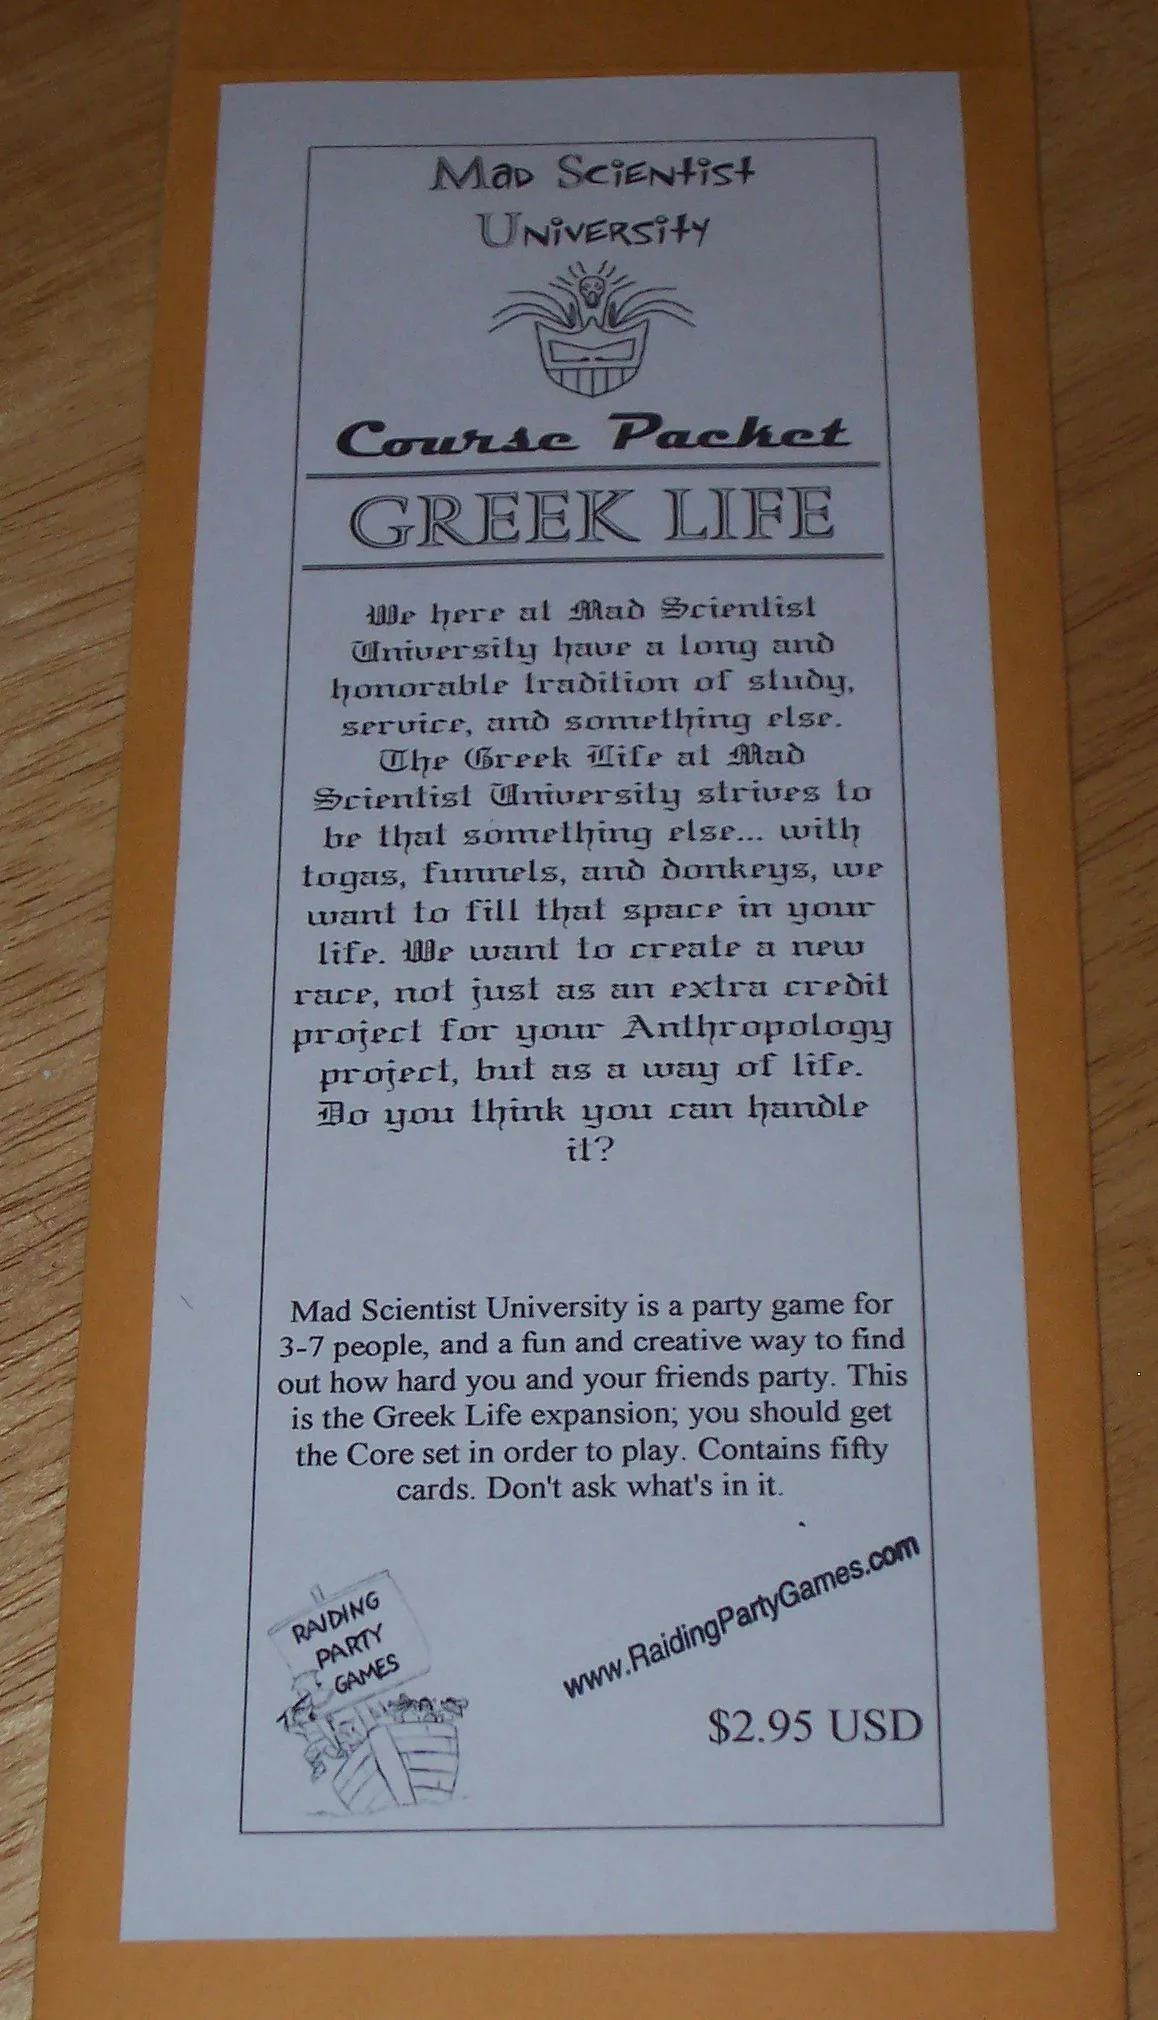 Mad Scientist
University
Course Packet
GREEK LIFE
We here at Mad Scientist
University have a long and
honorable tradition of study,
service, and something else.
The Greek Life at Mad
Scientist University strives to
be that something else... with
togas, funnels, and donkeys, we
want to fill that space in your
life. We want to create a new
race, not just as an extra credit
project for your Anthropology
project, but as a way of life.
Do you think you can handle
it?
Mad Scientist University is a party game for
3-7 people, and a fun and creative way to find
out how hard you and your friends party. This
is the Greek Life expansion; you should get
the Core set in order to play. Contains fifty
cards. Don't ask what's in it.
RAIDING
PARTY
GAMES
www.RaidingPartyGames.com
$2.95 USD